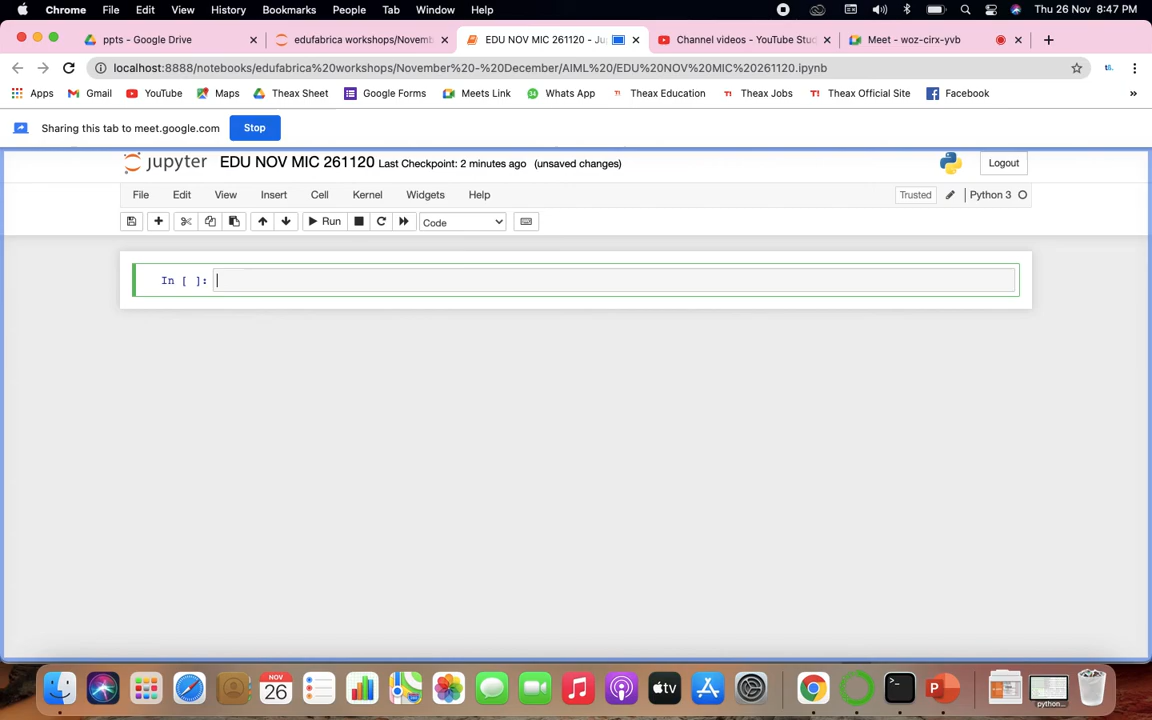 Chrome File Edit View History Bookmarks People Tab Window Help Thu 26 Nov 8:47 PM
ppts - Google Drive edufabrica workshops/Novemb EDU NOV MIC 261120 - Ju Channel videos - YouTube Stud Meet - woz-cirx-yvb
localhost:8888/notebooks/edufabrica%20workshops/November%20-%20December/AIML%20/EDU%20NOV%20MIC%20261120.ipynb
Apps Gmail YouTube Maps Theax Sheet Google Forms Meets Link Whats App Theax Education Theax Jobs Theax Official Site Facebook »
Sharing this tab to meet.google.com Stop
jupyter EDU NOV MIC 261120 Last Checkpoint: 2 minutes ago (unsaved changes) Logout
File Edit View Insert Cell Kernel Widgets Help Trusted Python 3
Run Code
In [ ]:
NOV
26 tv P
python...